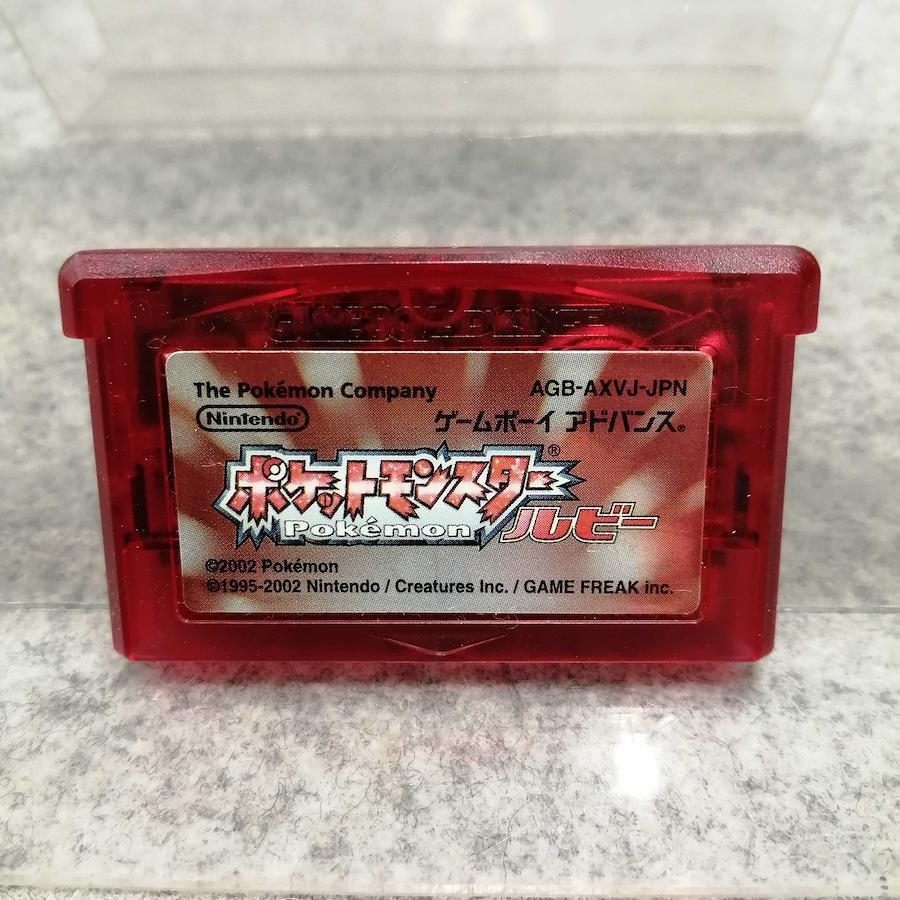 GAME BOY ADVANCE
The Pokémon Company AGB-AXVJ-JPN
Nintendo® ゲームボーイ アドバンス®
ポケットモンスター®
Pokémon ルビー
©2002 Pokémon
©1995-2002 Nintendo / Creatures Inc. / GAME FREAK inc.